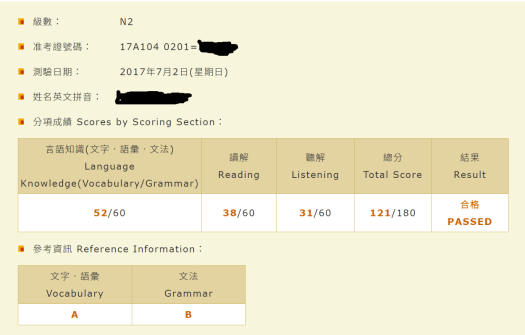 級數： N2
准考證號碼： 17A104 0201=
測驗日期： 2017年7月2日(星期日)
姓名英文拼音：
分項成績 Scores by Scoring Section：
言語知識(文字．語彙．文法)
Language
Knowledge(Vocabulary/Grammar)
讀解
Reading
聽解
Listening
總分
Total Score
結果
Result
52/60
38/60
31/60
121/180
合格
PASSED
參考資訊 Reference Information：
文字．語彙
Vocabulary
文法
Grammar
A
B